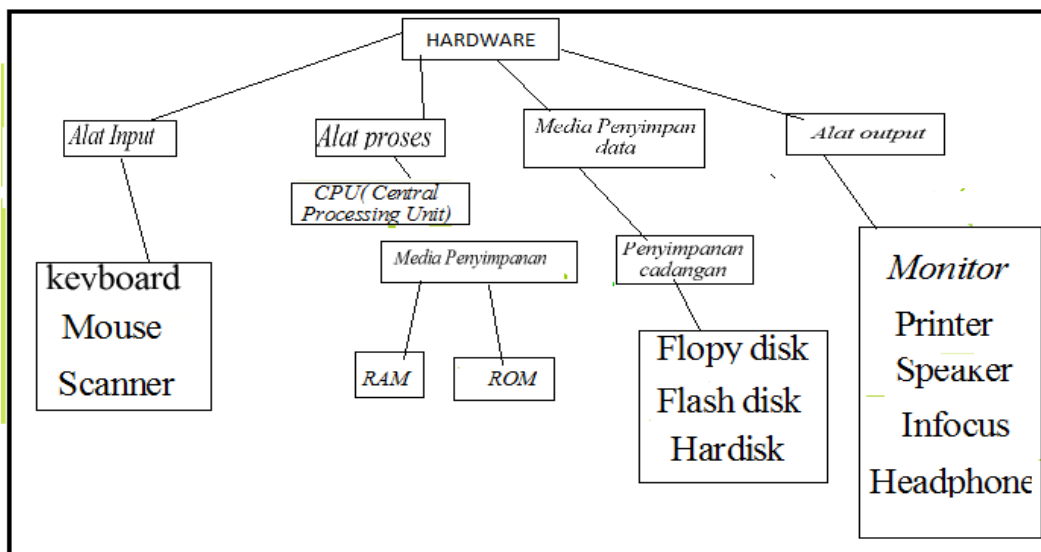 HARDWARE
Alat Input
Alat proses
Media Penyimpan
data
Alat output
CPU( Central
Processing Unit)
Media Penyimpanan
Penyimpanan
cadangan
keyboard
Mouse
Scanner
RAM
ROM
Flopy disk
Flash disk
Hardisk
Monitor
Printer
Speaker
Infocus
Headphone